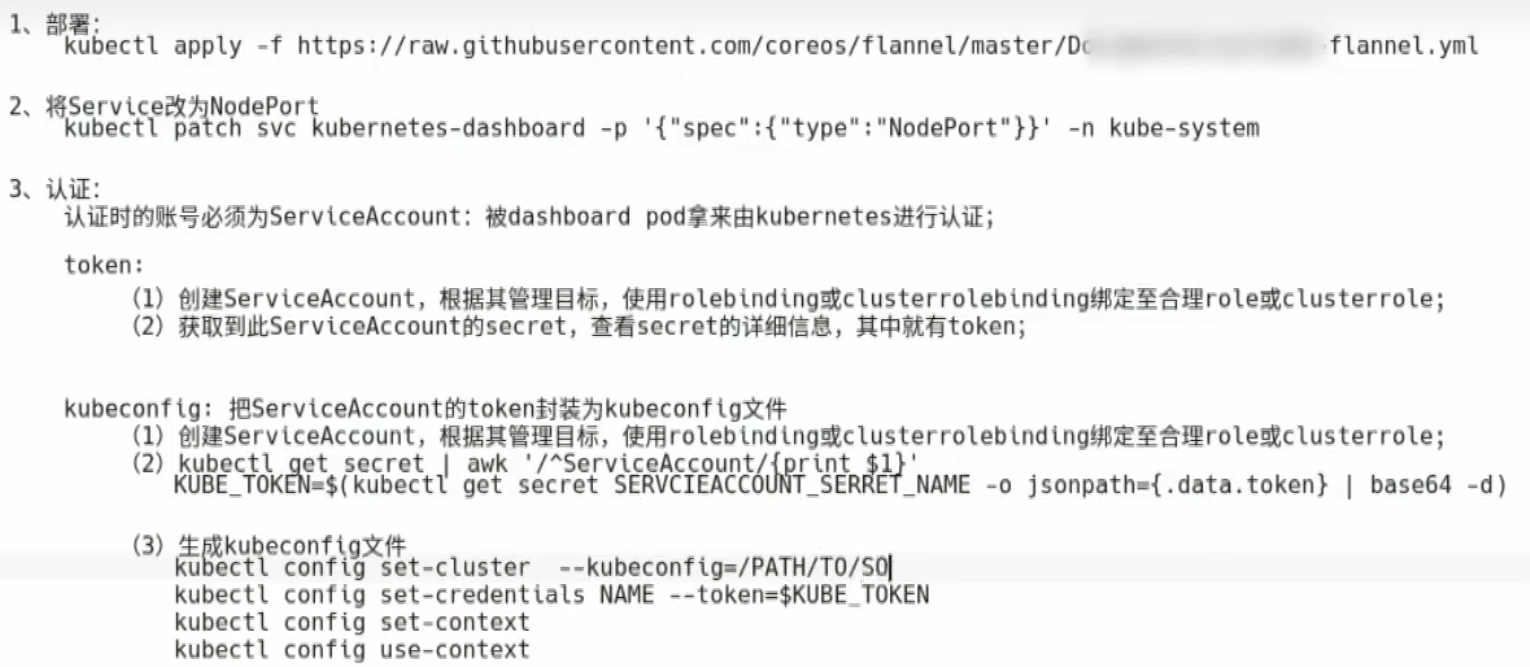 1、部署：
kubectl apply -f https://raw.githubusercontent.com/coreos/flannel/master/Do flannel.yml
2、将Service改为NodePort
kubectl patch svc kubernetes-dashboard -p '{"spec":{"type":"NodePort"}}' -n kube-system
3、认证：
认证时的账号必须为ServiceAccount：被dashboard pod拿来由kubernetes进行认证；
token：
（1）创建ServiceAccount，根据其管理目标，使用rolebinding或clusterrolebinding绑定至合理role或clusterrole；
（2）获取到此ServiceAccount的secret，查看secret的详细信息，其中就有token；
kubeconfig：把ServiceAccount的token封装为kubeconfig文件
（1）创建ServiceAccount，根据其管理目标，使用rolebinding或clusterrolebinding绑定至合理role或clusterrole；
（2）kubectl get secret | awk '/^ServiceAccount/{print $1}'
KUBE_TOKEN=$(kubectl get secret SERVCIEACCOUNT_SERRET_NAME -o jsonpath={.data.token} | base64 -d)
（3）生成kubeconfig文件
kubectl config set-cluster --kubeconfig=/PATH/TO/SO
kubectl config set-credentials NAME --token=$KUBE_TOKEN
kubectl config set-context
kubectl config use-context